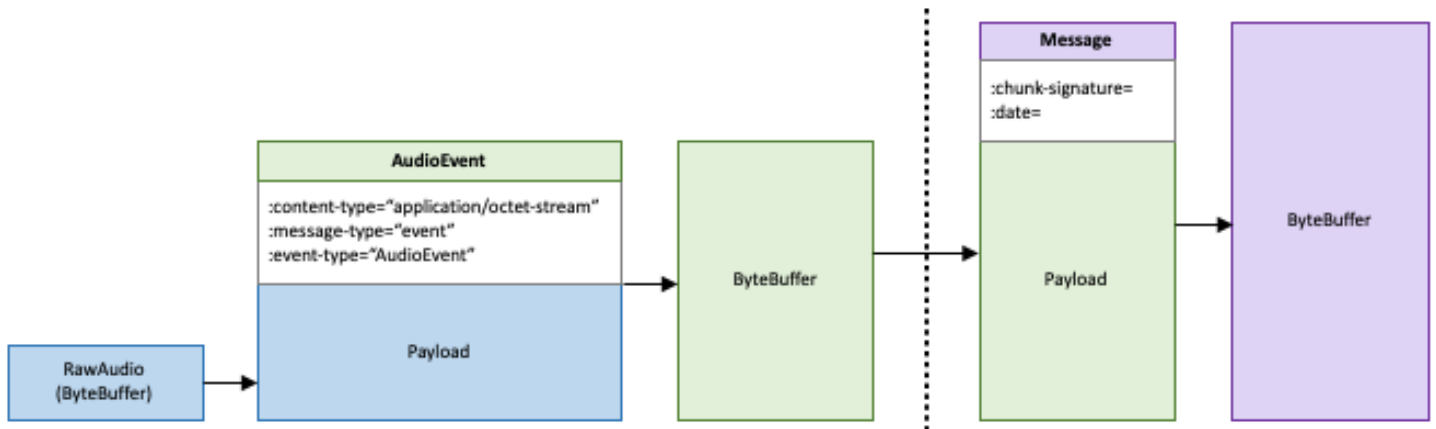 RawAudio
(ByteBuffer)
AudioEvent
:content-type=“application/octet-stream”
:message-type=“event”
:event-type=“AudioEvent”
Payload
ByteBuffer
Message
:chunk-signature=
:date=
Payload
ByteBuffer